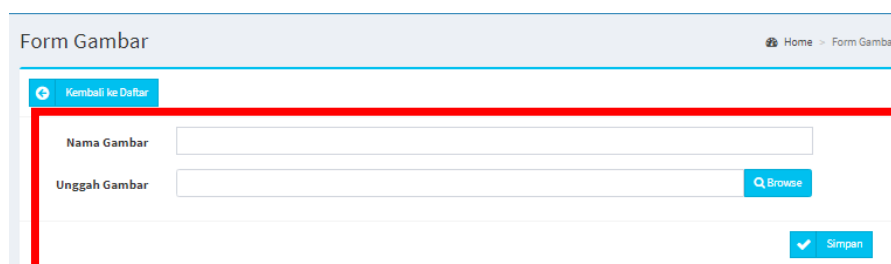 Form Gambar
Home > Form Gamba
Kembali ke Daftar
Nama Gambar
Unggah Gambar
Browse
Simpan